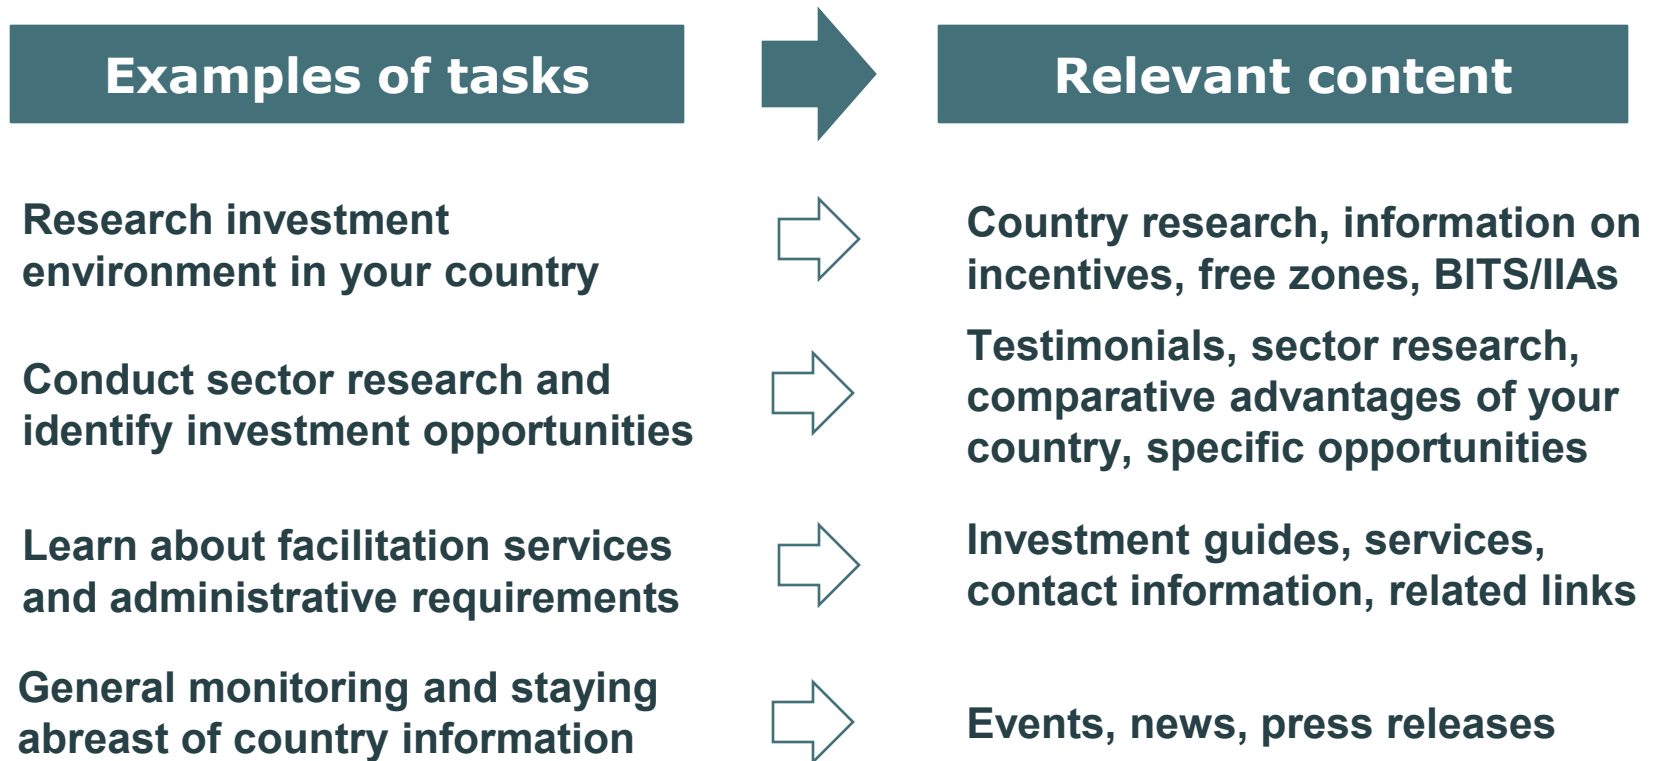 Examples of tasks
Relevant content
Research investment
environment in your country
Country research, information on
incentives, free zones, BITS/IIAs
Conduct sector research and
identify investment opportunities
Testimonials, sector research,
comparative advantages of your
country, specific opportunities
Learn about facilitation services
and administrative requirements
Investment guides, services,
contact information, related links
General monitoring and staying
abreast of country information
Events, news, press releases